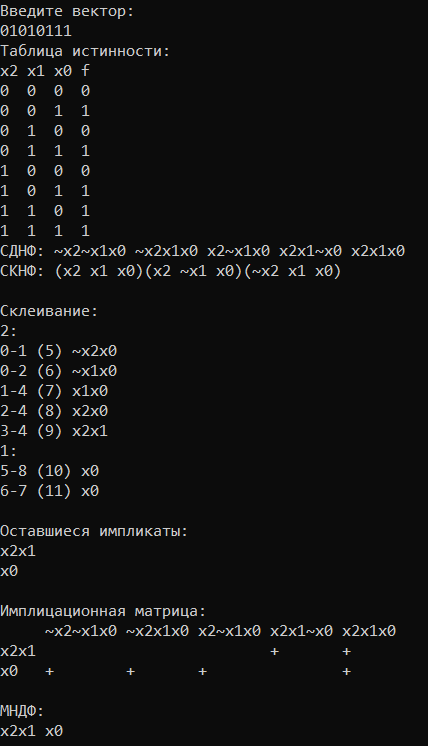 Введите вектор:
01010111
Таблица истинности:
x2 x1 x0 f
0 0 0 0
0 0 1 1
0 1 0 0
0 1 1 1
1 0 0 0
1 0 1 1
1 1 0 1
1 1 1 1
СДНФ: ~x2~x1x0 ~x2x1x0 x2~x1x0 x2x1~x0 x2x1x0
СКНФ: (x2 x1 x0)(x2 ~x1 x0)(~x2 x1 x0)
Склеивание:
2:
0-1 (5) ~x2x0
0-2 (6) ~x1x0
1-4 (7) x1x0
2-4 (8) x2x0
3-4 (9) x2x1
1:
5-8 (10) x0
6-7 (11) x0
Оставшиеся импликаты:
x2x1
x0
Имплицационная матрица:
~x2~x1x0 ~x2x1x0 x2~x1x0 x2x1~x0 x2x1x0
x2x1 + +
x0 + + + +
МНДФ:
x2x1 x0